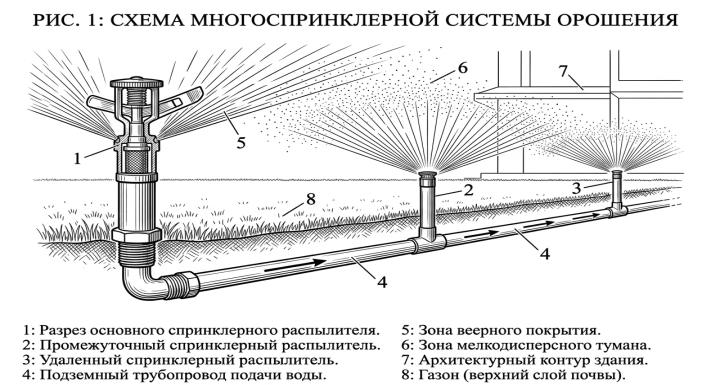 РИС. 1: СХЕМА МНОГОСПРИНКЛЕРНОЙ СИСТЕМЫ ОРОШЕНИЯ
6
7
5
1
2
3
8
4
4
1: Разрез основного спринклерного распылителя.
2: Промежуточный спринклерный распылитель.
3: Удаленный спринклерный распылитель.
4: Подземный трубопровод подачи воды.
5: Зона веерного покрытия.
6: Зона мелкодисперсного тумана.
7: Архитектурный контур здания.
8: Газон (верхний слой почвы).